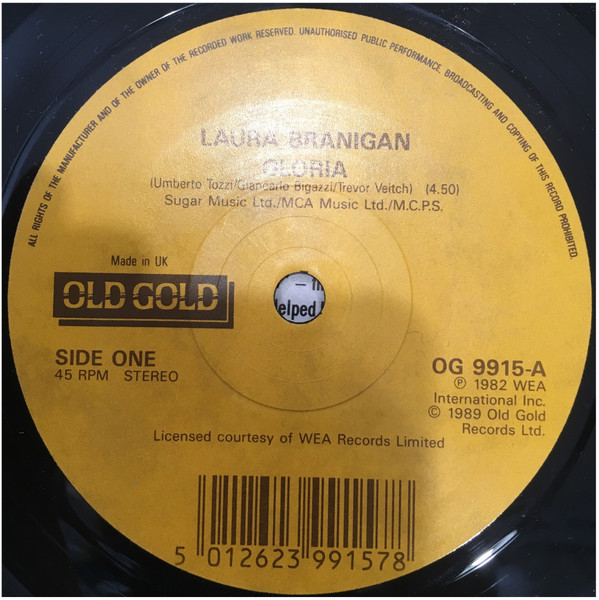 ALL RIGHTS OF THE MANUFACTURER AND OF THE OWNER OF THE RECORDED WORK RESERVED. UNAUTHORISED PUBLIC PERFORMANCE, BROADCASTING AND COPYING OF THIS RECORD PROHIBITED.
LAURA BRANIGAN
GLORIA
(Umberto Tozzi/Giancarlo Bigazzi/Trevor Veitch) (4.50)
Sugar Music Ltd./MCA Music Ltd./M.C.P.S.
Made in UK
OLD GOLD
elped
SIDE ONE
45 RPM STEREO
OG 9915-A
℗ 1982 WEA
International Inc.
© 1989 Old Gold
Records Ltd.
Licensed courtesy of WEA Records Limited
5 012623 991578